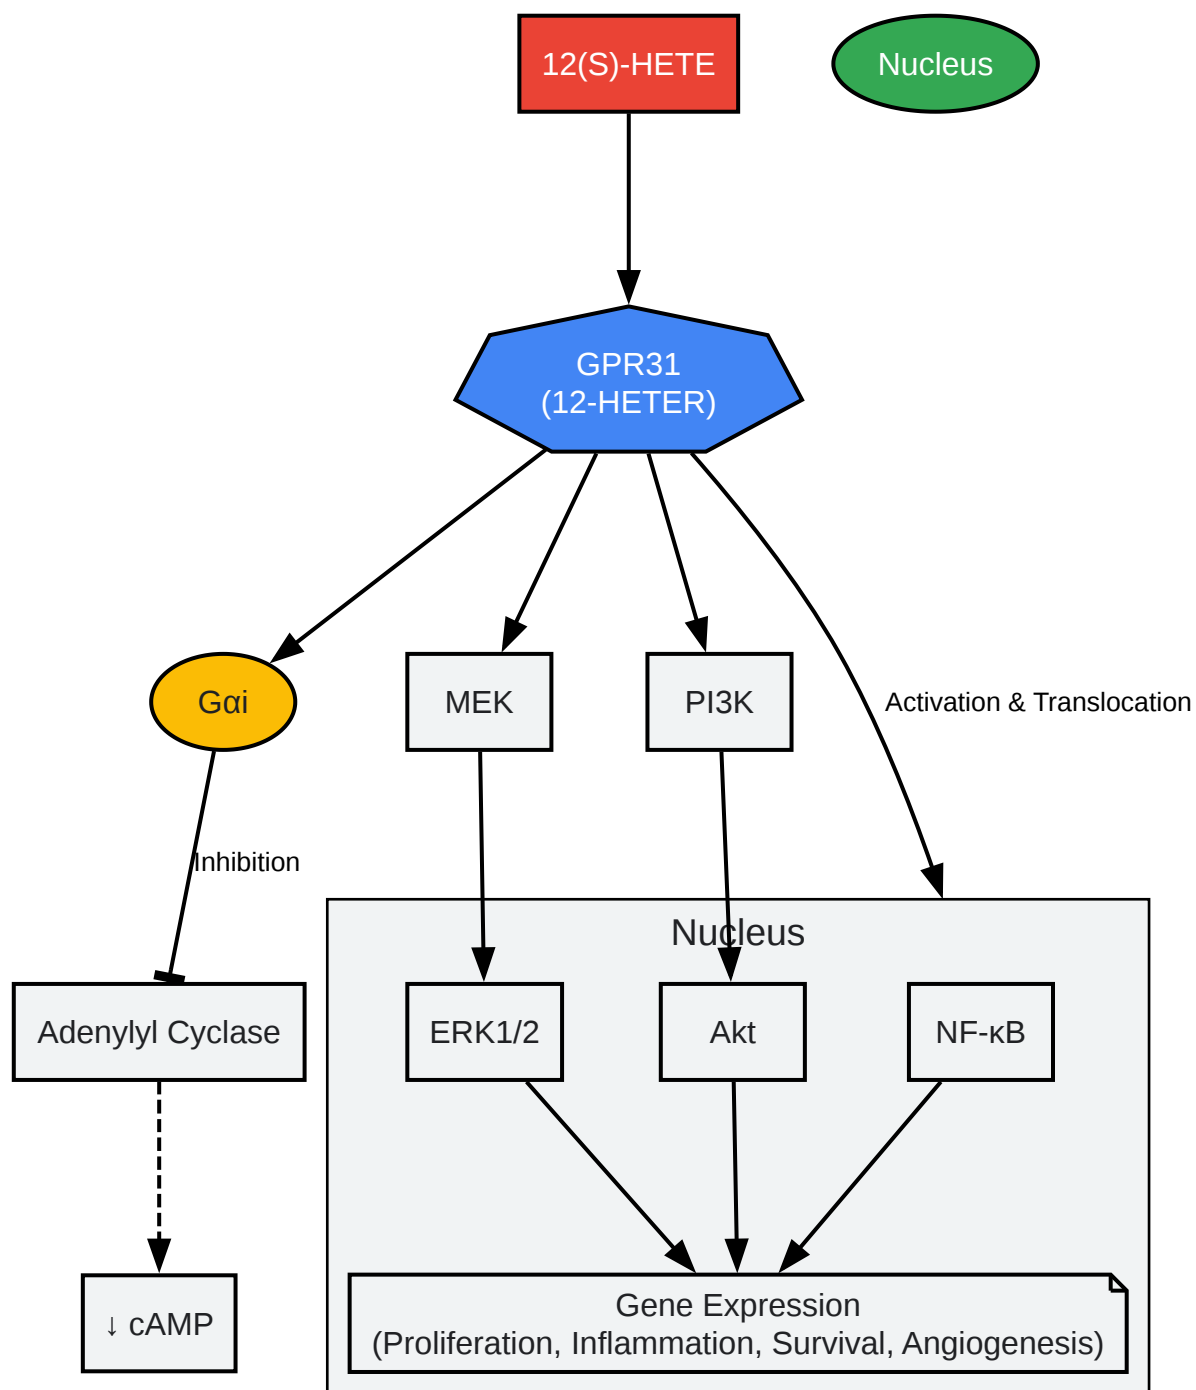 12(S)-HETE
Nucleus
GPR31
(12-HETER)
Gαi
MEK
PI3K
Activation & Translocation
Inhibition
Nucleus
Adenylyl Cyclase
ERK1/2
Akt
NF-κB
↓ cAMP
Gene Expression
(Proliferation, Inflammation, Survival, Angiogenesis)